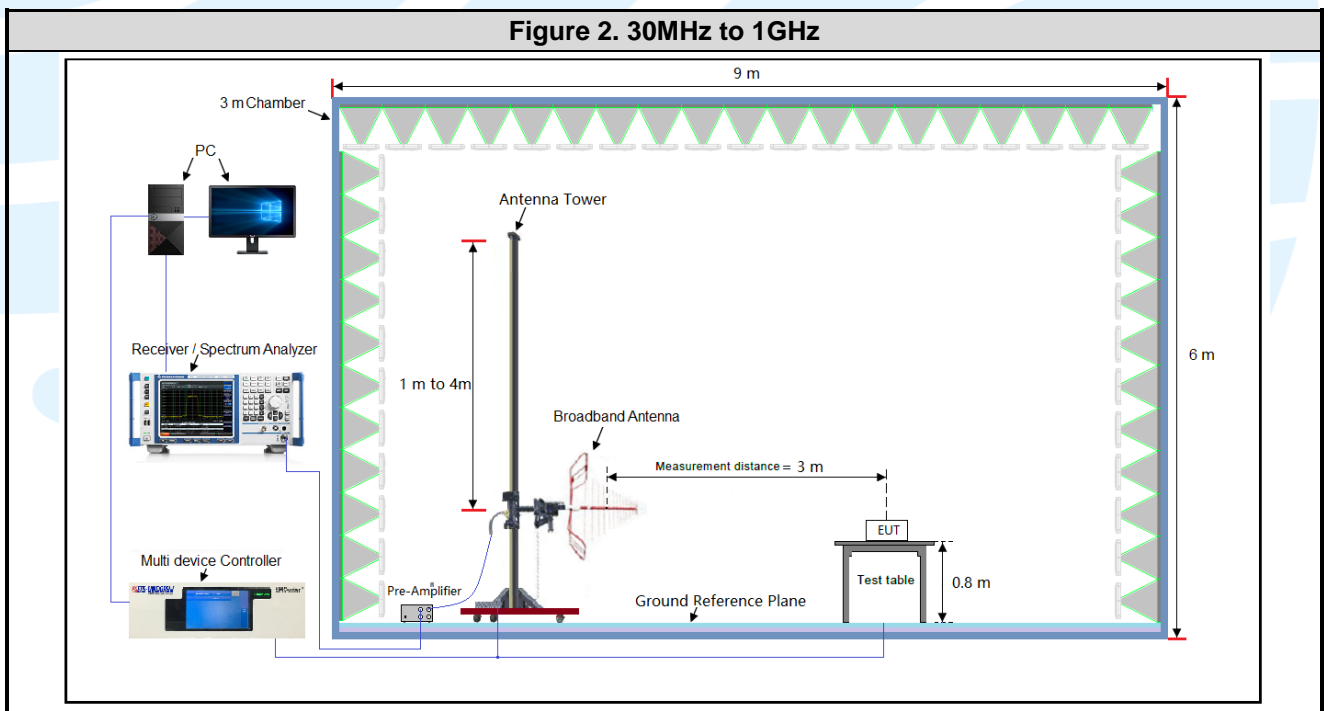 Figure 2. 30MHz to 1GHz
9 m
3 m Chamber
PC
Antenna Tower
Receiver / Spectrum Analyzer
1 m to 4m
6 m
Broadband Antenna
Measurement distance = 3 m
EUT
Multi device Controller
Test table
0.8 m
Pre-Amplifier
Ground Reference Plane